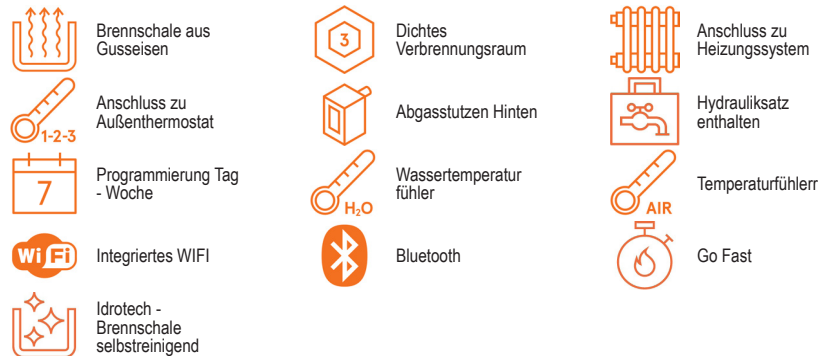 Brennschale aus
Gusseisen
3
Dichtes
Verbrennungsraum
Anschluss zu
Heizungssystem
1-2-3
Anschluss zu
Außenthermostat
Abgasstutzen Hinten
Hydrauliksatz
enthalten
7
Programmierung Tag
- Woche
H₂O
Wassertemperatur
fühler
AIR
Temperaturfühlerr
WiFi
Integriertes WIFI
Bluetooth
Go Fast
Idrotech -
Brennschale
selbstreinigend